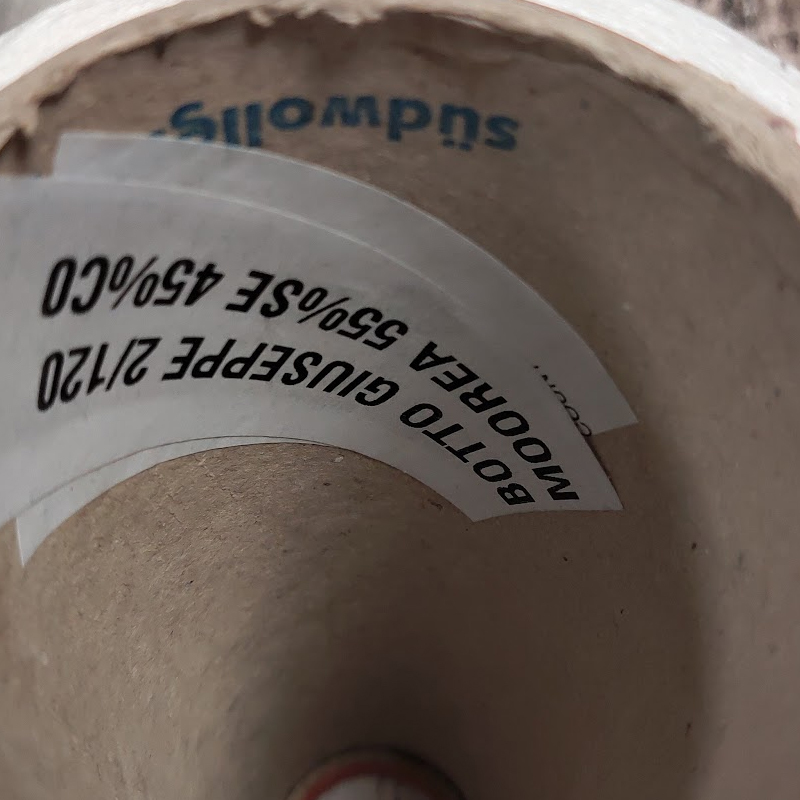 südwolle
BOTTO GIUSEPPE 2/120
MOOREA 55%SE 45%CO